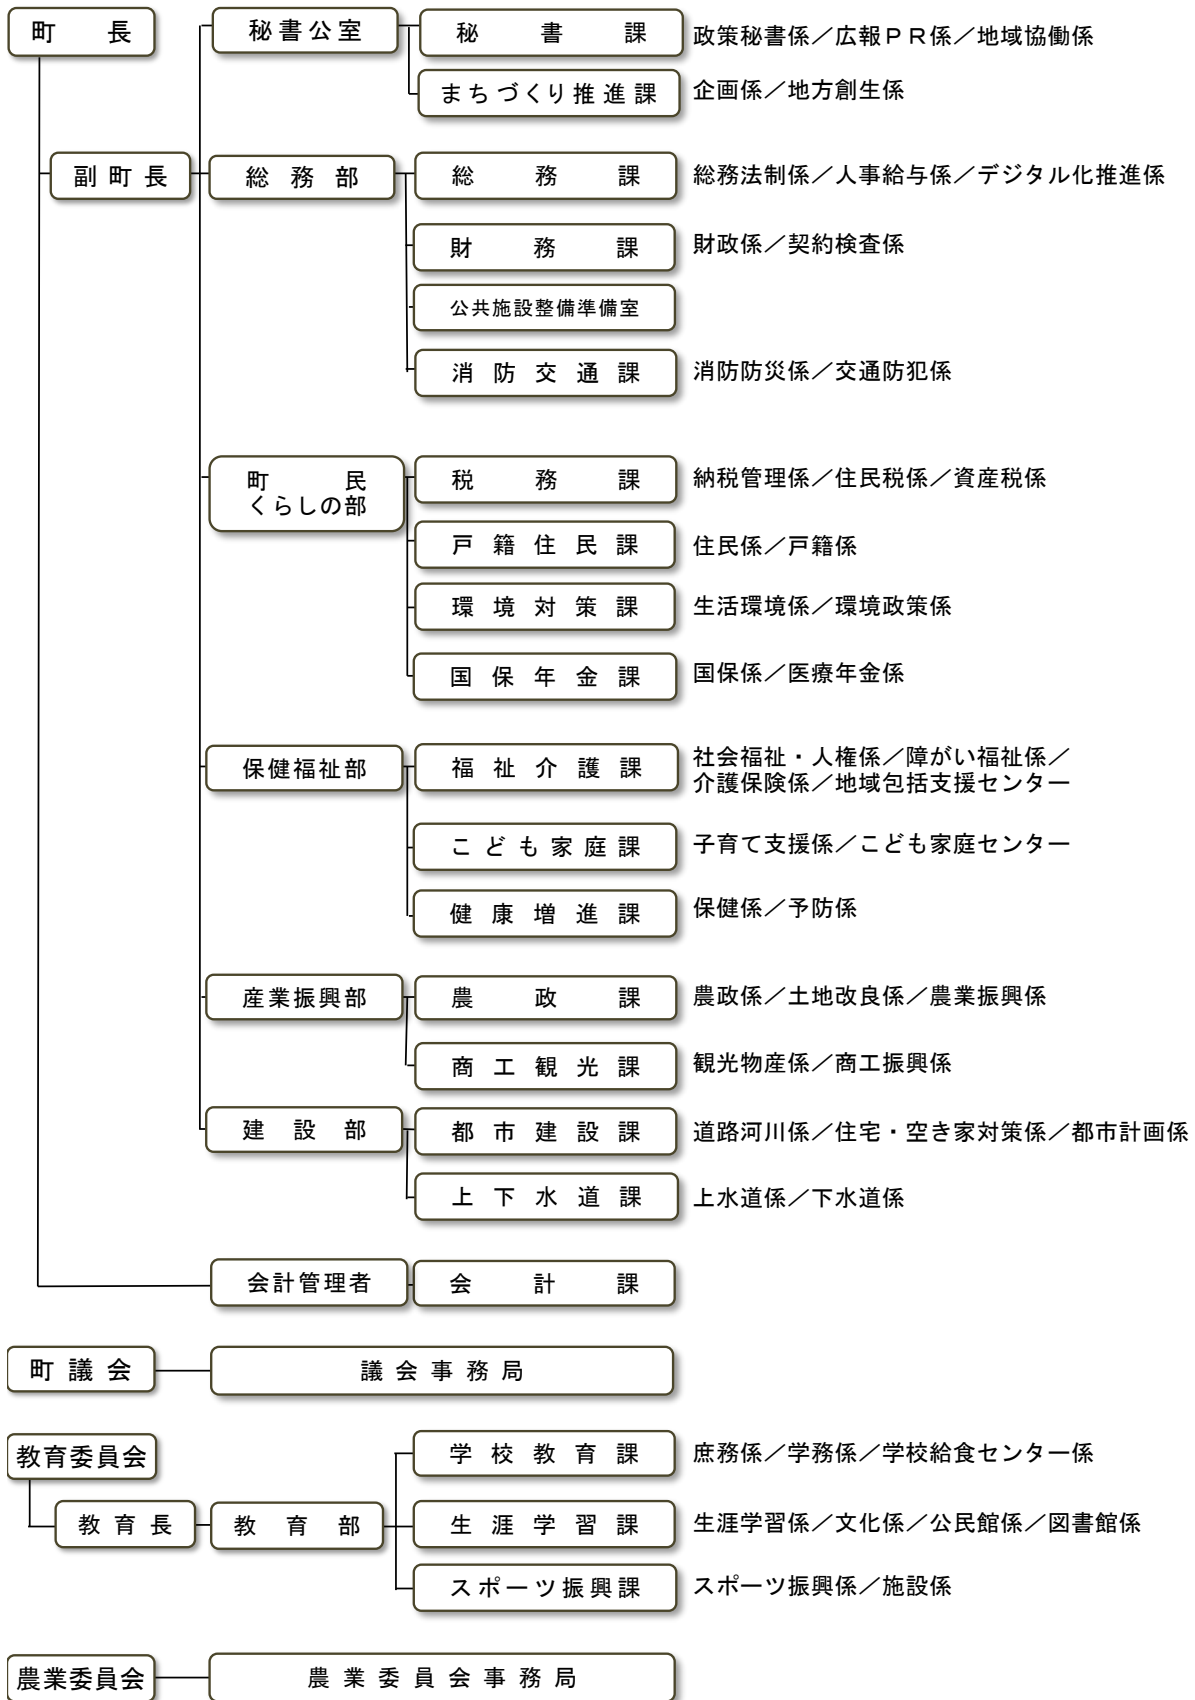 町長
秘書公室
秘書課
政策秘書係／広報ＰＲ係／地域協働係
まちづくり推進課
企画係／地方創生係
副町長
総務部
総務課
総務法制係／人事給与係／デジタル化推進係
財務課
財政係／契約検査係
公共施設整備準備室
消防交通課
消防防災係／交通防犯係
町民
くらしの部
税務課
納税管理係／住民税係／資産税係
戸籍住民課
住民係／戸籍係
環境対策課
生活環境係／環境政策係
国保年金課
国保係／医療年金係
保健福祉部
福祉介護課
社会福祉・人権係／障がい福祉係／
介護保険係／地域包括支援センター
こども家庭課
子育て支援係／こども家庭センター
健康増進課
保健係／予防係
産業振興部
農政課
農政係／土地改良係／農業振興係
商工観光課
観光物産係／商工振興係
建設部
都市建設課
道路河川係／住宅・空き家対策係／都市計画係
上下水道課
上水道係／下水道係
会計管理者
会計課
町議会
議会事務局
教育委員会
学校教育課
庶務係／学務係／学校給食センター係
教育長
教育部
生涯学習課
生涯学習係／文化係／公民館係／図書館係
スポーツ振興課
スポーツ振興係／施設係
農業委員会
農業委員会事務局